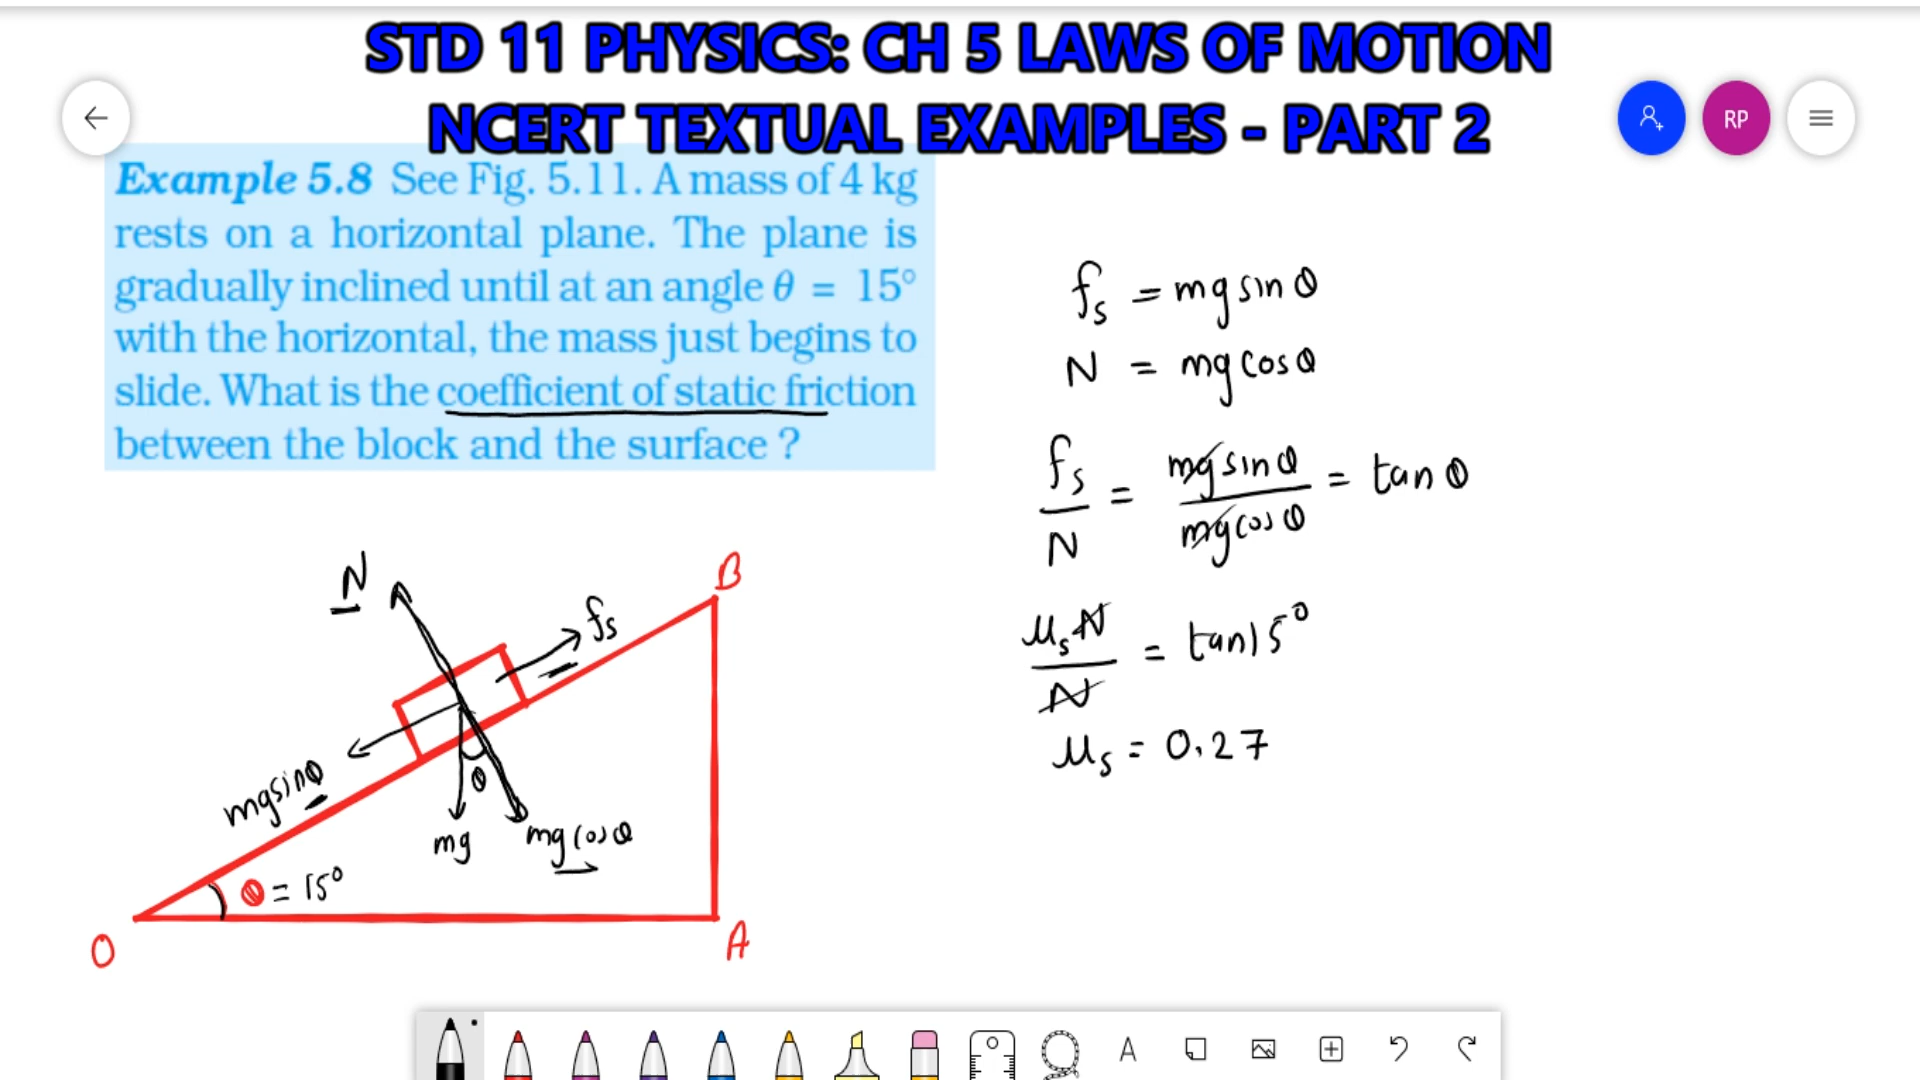 STD 11 PHYSICS: CH 5 LAWS OF MOTION
NCERT TEXTUAL EXAMPLES - PART 2
RP
Example 5.8 See Fig. 5.11. A mass of 4 kg
rests on a horizontal plane. The plane is
gradually inclined until at an angle θ = 15°
with the horizontal, the mass just begins to
slide. What is the coefficient of static friction
between the block and the surface ?
fs = mg sin θ
N = mg cos θ
fs/N = mg sin θ/mg cos θ = tan θ
μs N/N = tan 15°
μs = 0.27
N
fs
B
mg sin θ
θ
mg
mg cos θ
θ = 15°
O
A
A